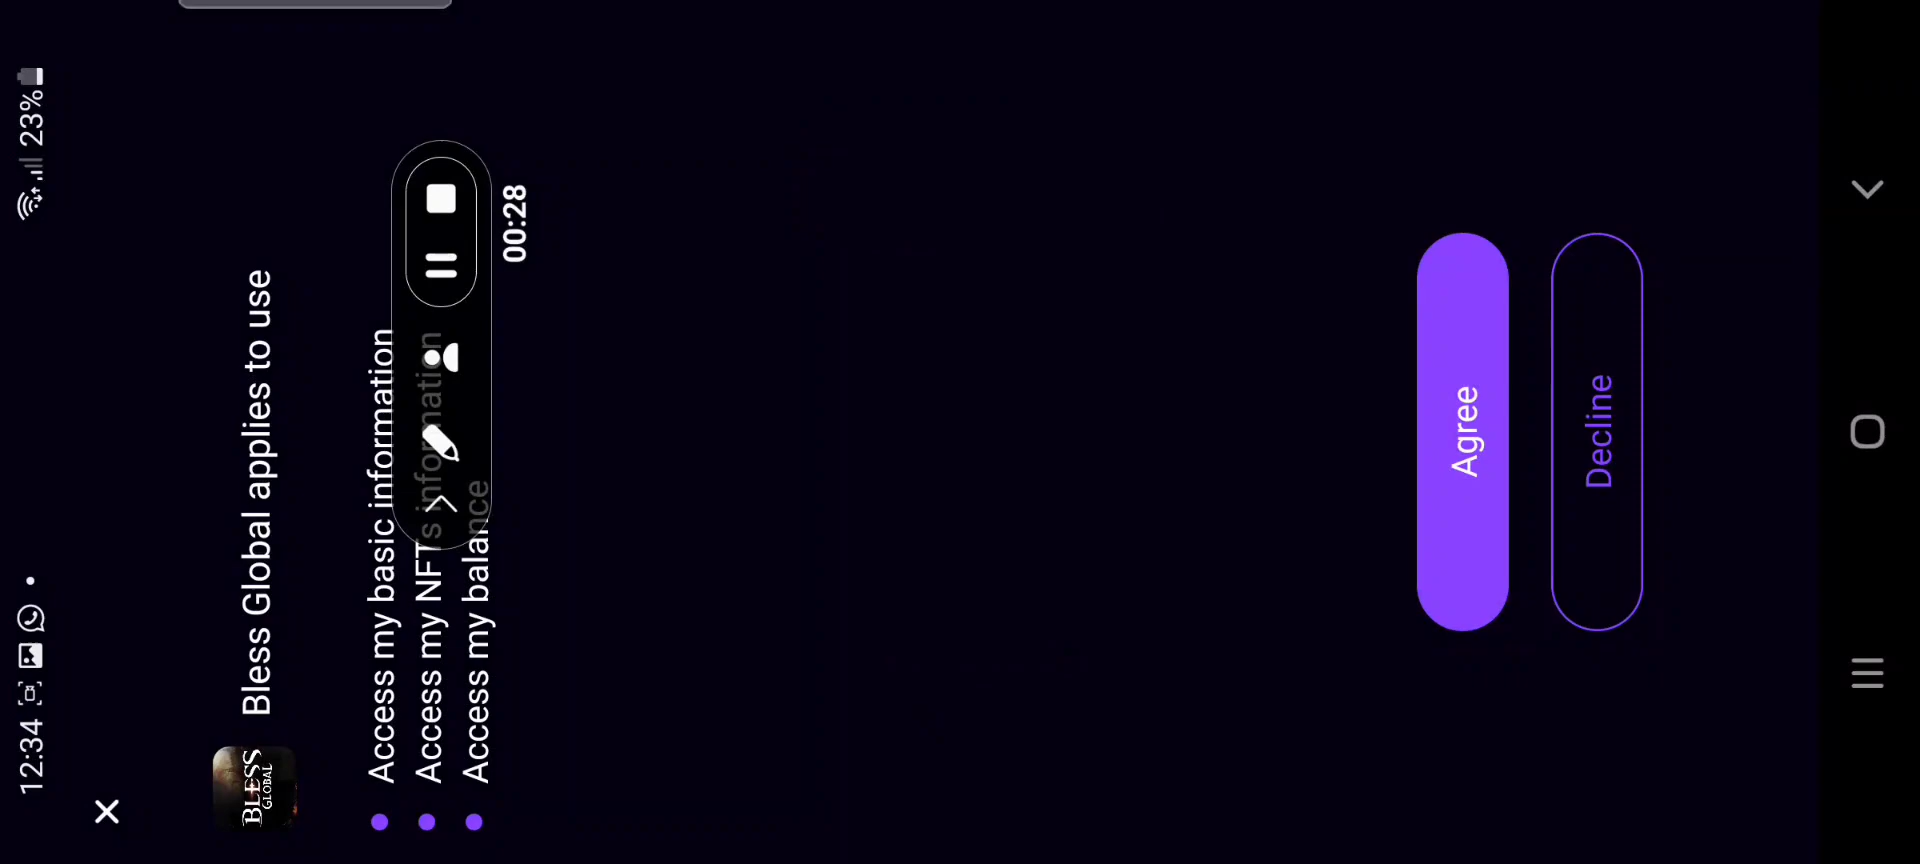 12:34
23%
Bless Global applies to use
BLESS
GLOBAL
Access my basic information
Access my NFTs information
Access my balance
00:28
Agree
Decline